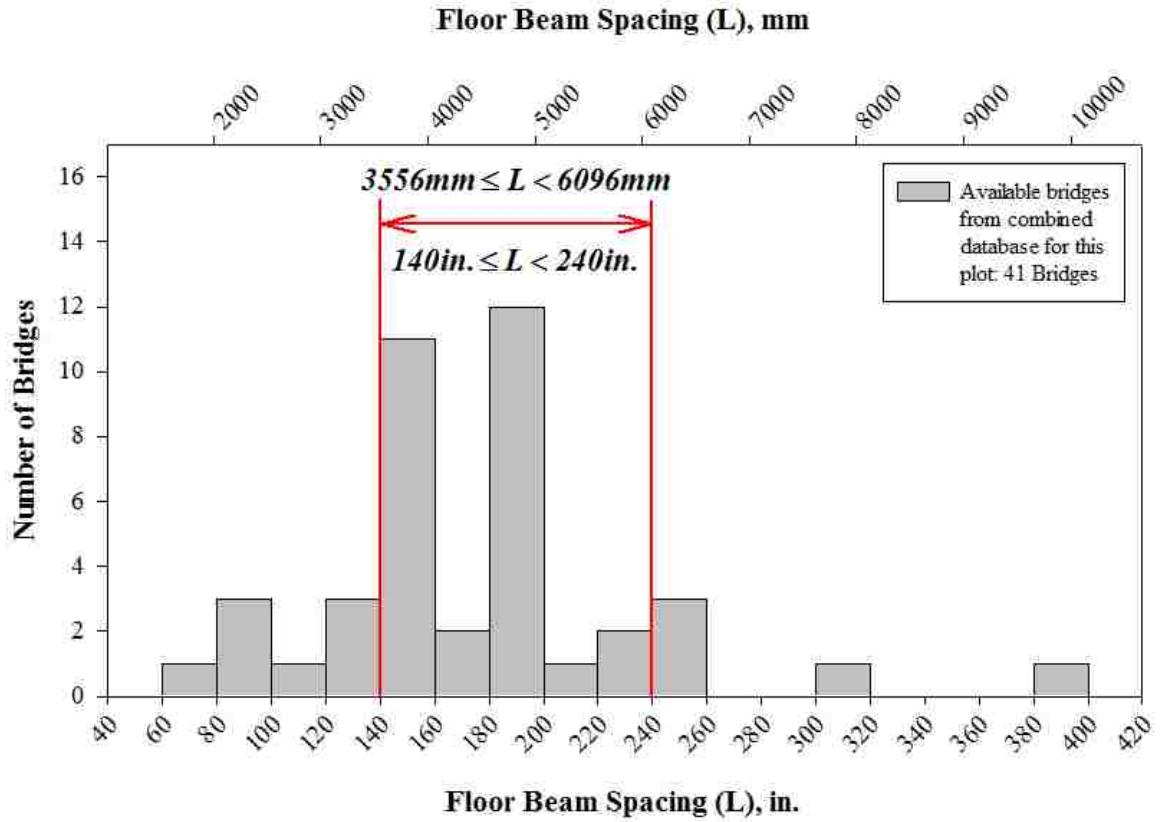 Floor Beam Spacing (L), mm
2000 3000 4000 5000 6000 7000 8000 9000 10000
16
14
12
10
8
6
4
2
0
Number of Bridges
3556mm ≤ L < 6096mm
140in. ≤ L < 240in.
Available bridges
from combined
database for this
plot: 41 Bridges
40 60 80 100 120 140 160 180 200 220 240 260 280 300 320 340 360 380 400 420
Floor Beam Spacing (L), in.